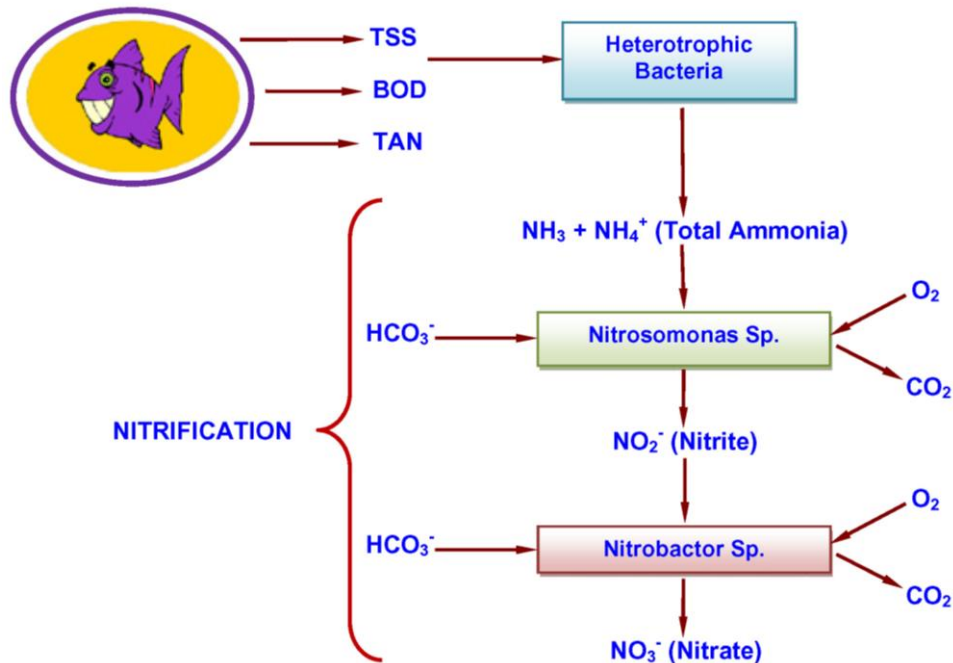 TSS
BOD
TAN
Heterotrophic
Bacteria
NH₃ + NH₄⁺ (Total Ammonia)
O₂
HCO₃⁻
Nitrosomonas Sp.
CO₂
NITRIFICATION
NO₂⁻ (Nitrite)
O₂
HCO₃⁻
Nitrobactor Sp.
CO₂
NO₃⁻ (Nitrate)